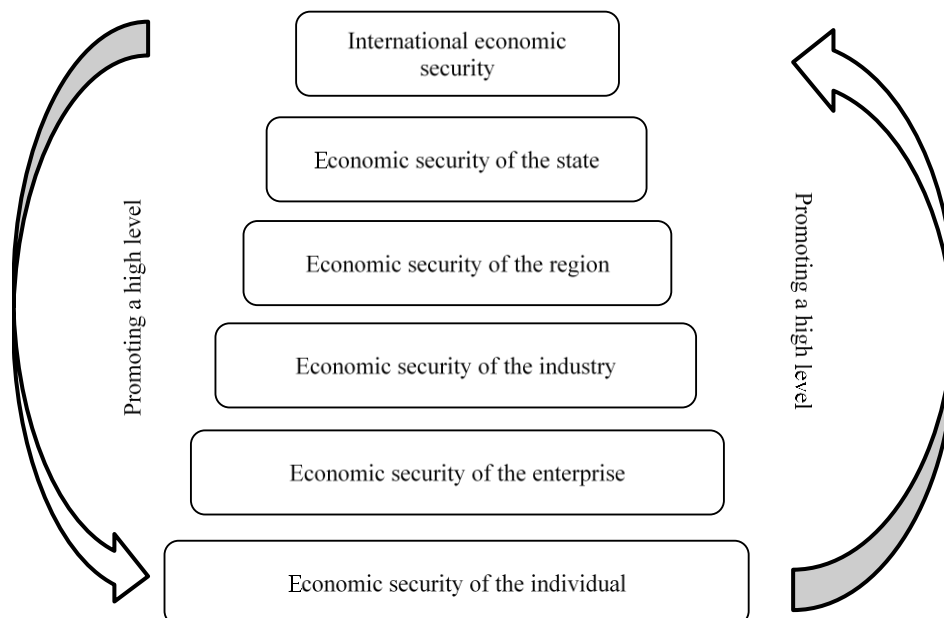 International economic
security
Economic security of the state
Economic security of the region
Economic security of the industry
Economic security of the enterprise
Economic security of the individual
Promoting a high level
Promoting a high level